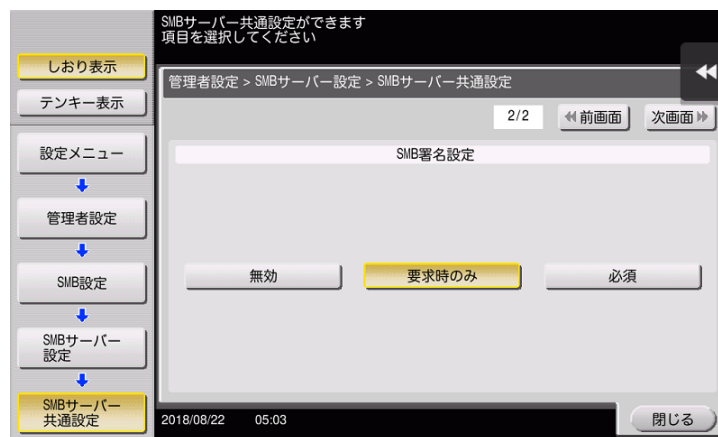 SMBサーバー共通設定ができます
項目を選択してください
しおり表示
テンキー表示
設定メニュー
管理者設定
SMB設定
SMBサーバー
設定
SMBサーバー
共通設定
管理者設定 > SMBサーバー設定 > SMBサーバー共通設定
2/2
前画面
次画面
SMB署名設定
無効
要求時のみ
必須
2018/08/22 05:03
閉じる